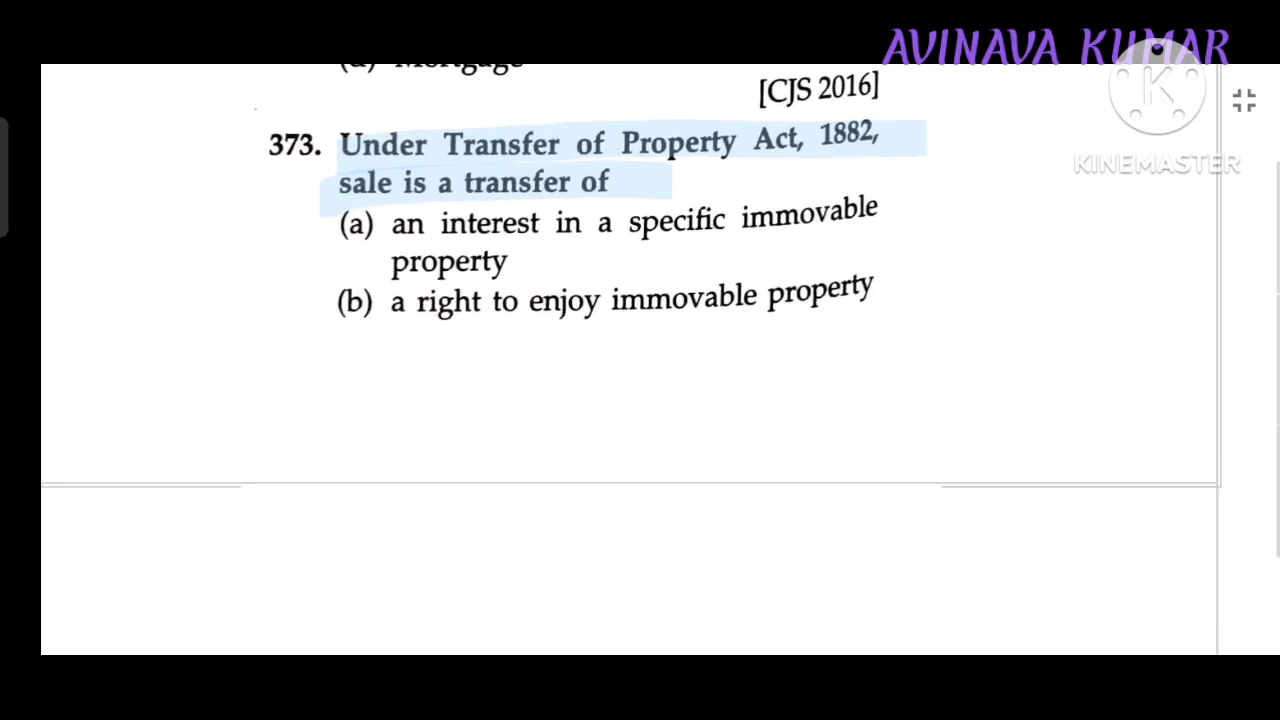 AVINAVA KUMAR
(d) Mortgage
[CJS 2016]
KINEMASTER
373. Under Transfer of Property Act, 1882,
sale is a transfer of
(a) an interest in a specific immovable
property
(b) a right to enjoy immovable property